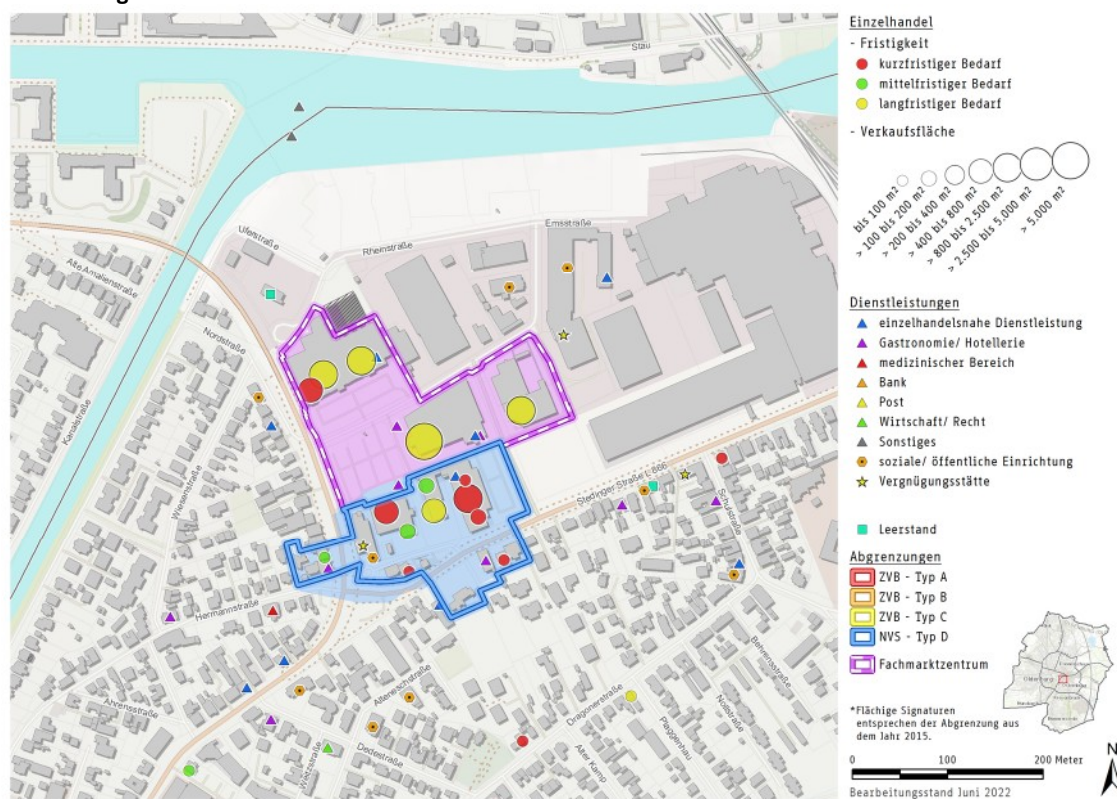 Einzelhandel
- Fristigkeit
kurzfristiger Bedarf
mittelfristiger Bedarf
langfristiger Bedarf
- Verkaufsfläche
bis 100 m²
> 100 bis 200 m²
> 200 bis 400 m²
> 400 bis 800 m²
> 800 bis 2.500 m²
> 2.500 bis 5.000 m²
> 5.000 m²
Dienstleistungen
einzelhandelsnahe Dienstleistung
Gastronomie/ Hotellerie
medizinischer Bereich
Bank
Post
Wirtschaft/ Recht
Sonstiges
soziale/ öffentliche Einrichtung
Vergnügungsstätte
Leerstand
Abgrenzungen
ZVB - Typ A
ZVB - Typ B
ZVB - Typ C
NVS - Typ D
Fachmarktzentrum
*Flächige Signaturen
entsprechen der Abgrenzung aus
dem Jahr 2015.
0 100 200 Meter
N
Bearbeitungsstand Juni 2022
Stau
Emsstraße
Uferstraße
Rheinstraße
Alte Amalienstraße
Nordstraße
Kanalstraße
Wiesenstraße
Stedinger Straße L 866
Schulstraße
Hermannstraße
Behrensstraße
Altenescher Straße
Dragonerstraße
Nottstraße
Plaggenhau
Ahrensstraße
Dedestraße
Alter Kamp